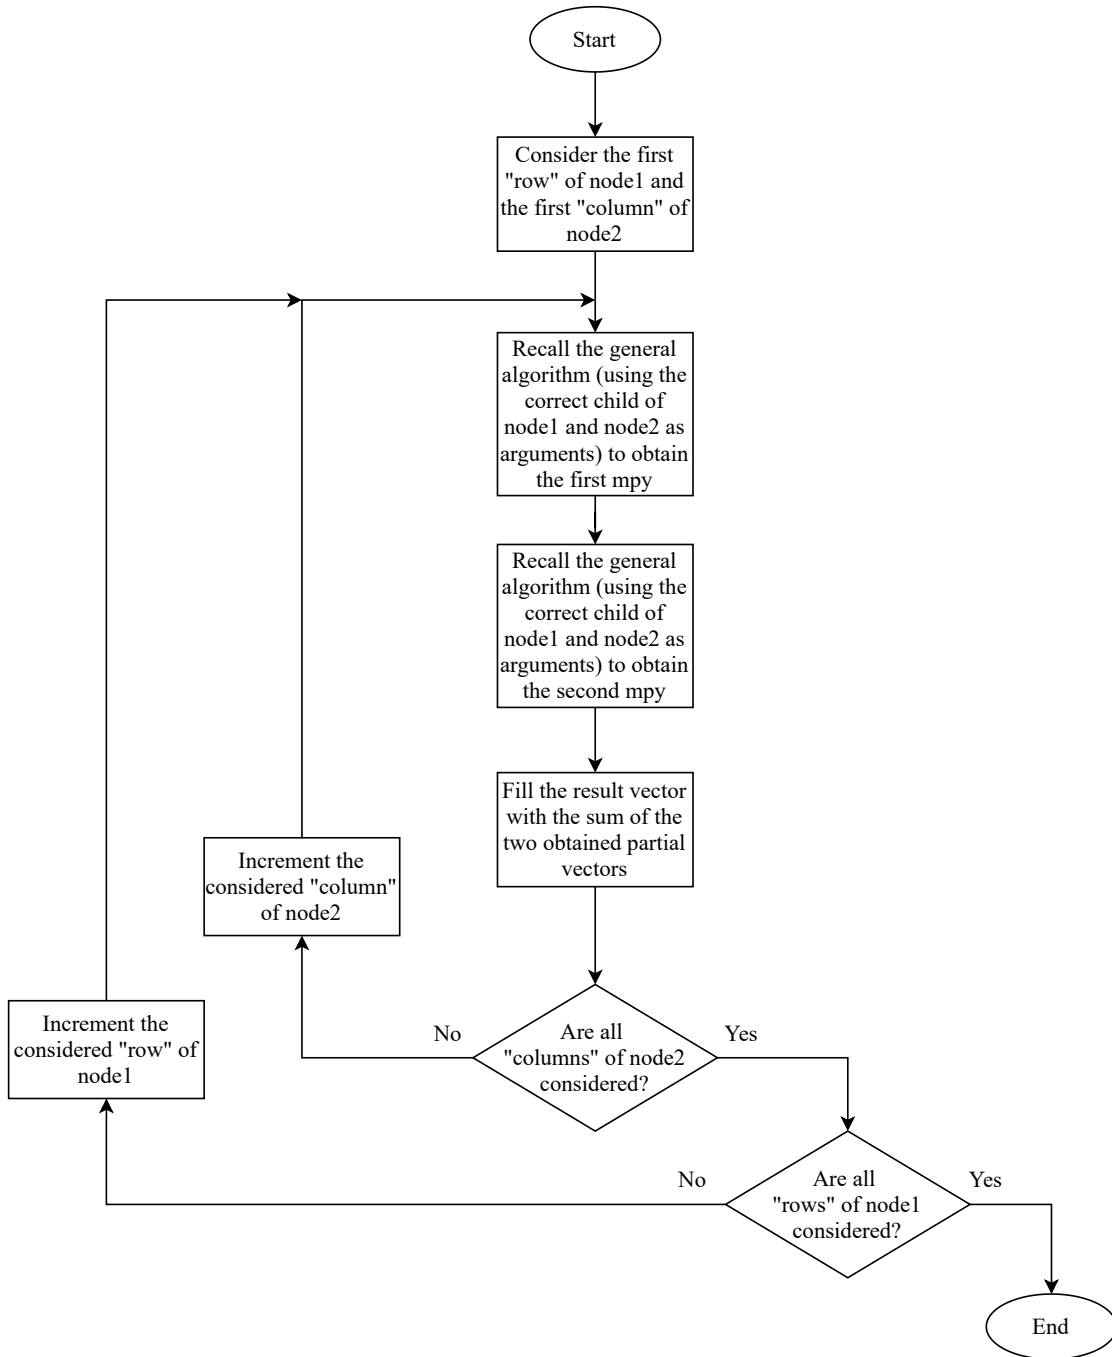 Start
Consider the first
"row" of node1 and
the first "column" of
node2
Recall the general
algorithm (using the
correct child of
node1 and node2 as
arguments) to obtain
the first mpy
Recall the general
algorithm (using the
correct child of
node1 and node2 as
arguments) to obtain
the second mpy
Fill the result vector
with the sum of the
two obtained partial
vectors
Increment the
considered "column"
of node2
Increment the
considered "row" of
node1
No
Are all
"columns" of node2
considered?
Yes
No
Are all
"rows" of node1
considered?
Yes
End